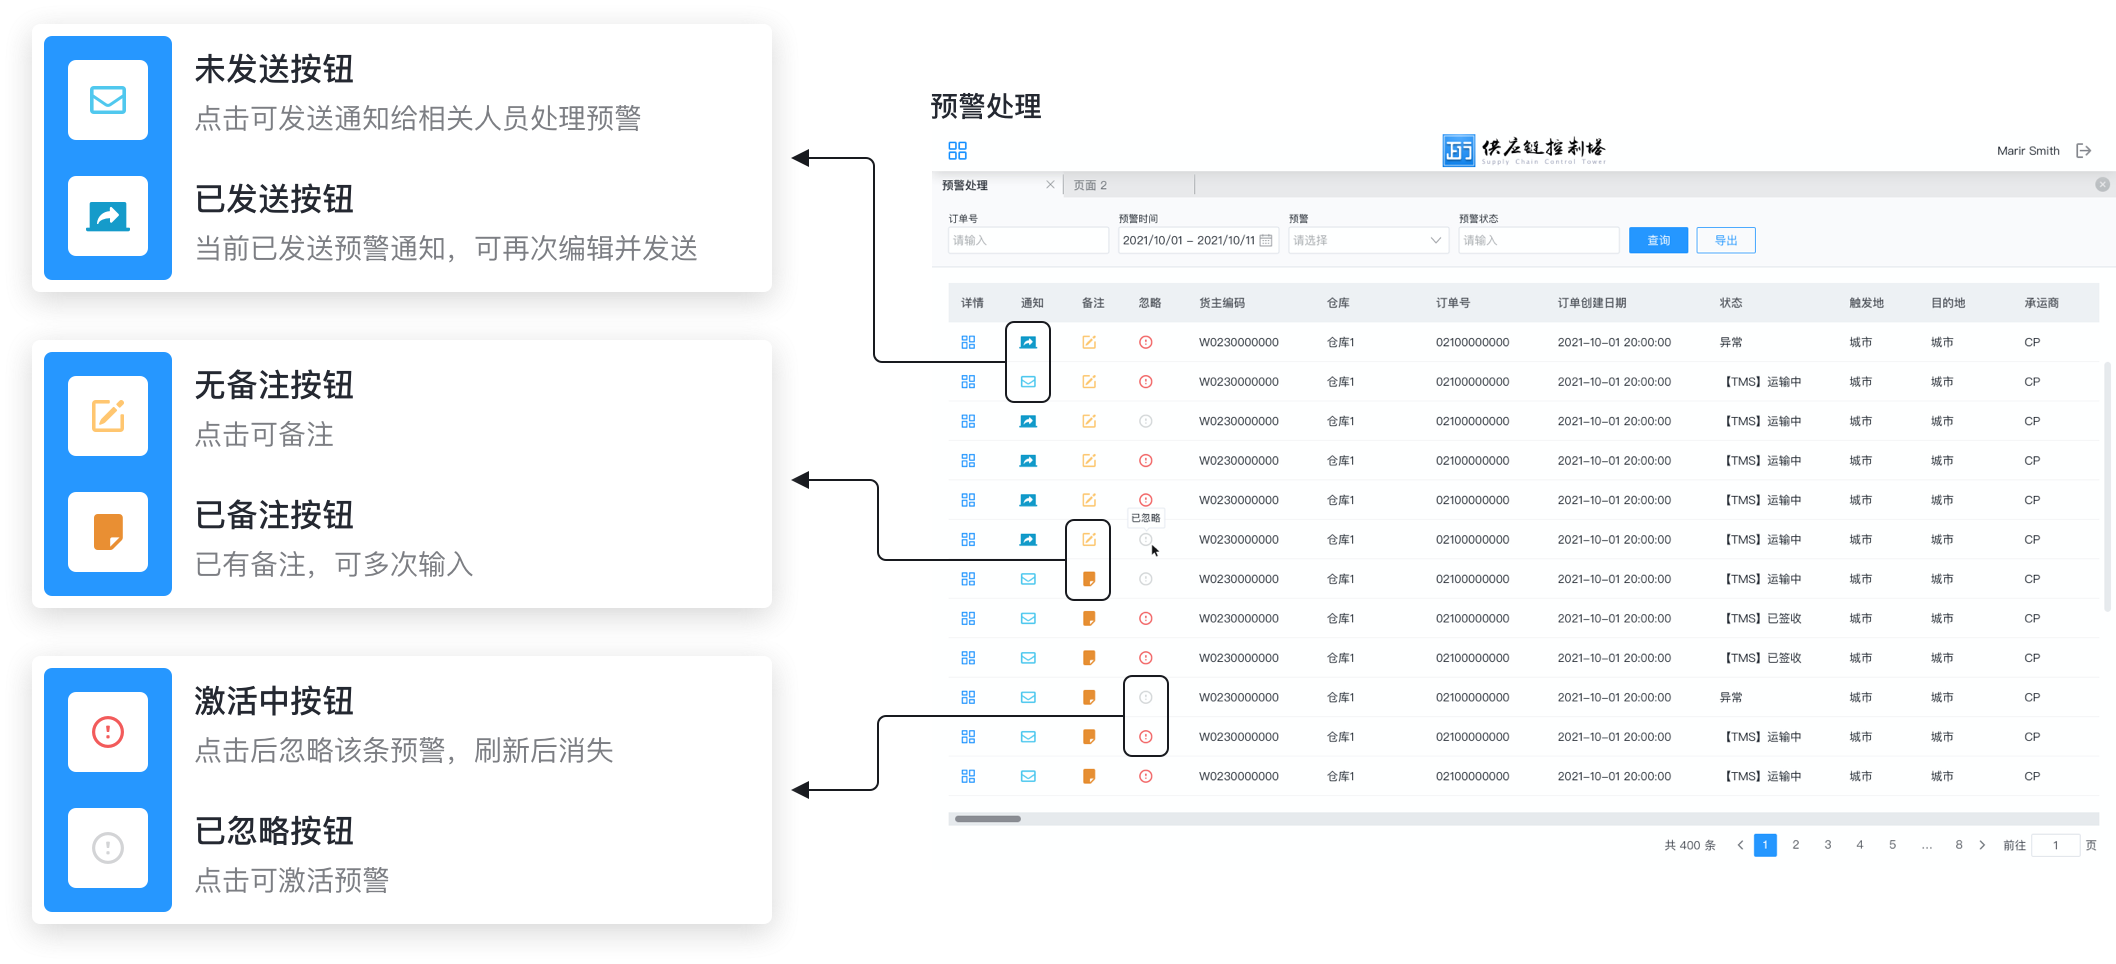 未发送按钮
点击可发送通知给相关人员处理预警
已发送按钮
当前已发送预警通知，可再次编辑并发送
无备注按钮
点击可备注
已备注按钮
已有备注，可多次输入
激活中按钮
点击后忽略该条预警，刷新后消失
已忽略按钮
点击可激活预警
预警处理
供应链控制塔
Supply Chain Control Tower
Marir Smith
预警处理 页面 2
订单号 预警时间 预警 预警状态
请输入 2021/10/01 - 2021/10/11 请选择 请输入 查询 导出
详情 通知 备注 忽略 货主编码 仓库 订单号 订单创建日期 状态 触发地 目的地 承运商
W0230000000 仓库1 02100000000 2021-10-01 20:00:00 异常 城市 城市 CP
W0230000000 仓库1 02100000000 2021-10-01 20:00:00 【TMS】运输中 城市 城市 CP
W0230000000 仓库1 02100000000 2021-10-01 20:00:00 【TMS】运输中 城市 城市 CP
W0230000000 仓库1 02100000000 2021-10-01 20:00:00 【TMS】运输中 城市 城市 CP
W0230000000 仓库1 02100000000 2021-10-01 20:00:00 【TMS】运输中 城市 城市 CP
已忽略
W0230000000 仓库1 02100000000 2021-10-01 20:00:00 【TMS】运输中 城市 城市 CP
W0230000000 仓库1 02100000000 2021-10-01 20:00:00 【TMS】运输中 城市 城市 CP
W0230000000 仓库1 02100000000 2021-10-01 20:00:00 【TMS】已签收 城市 城市 CP
W0230000000 仓库1 02100000000 2021-10-01 20:00:00 【TMS】已签收 城市 城市 CP
W0230000000 仓库1 02100000000 2021-10-01 20:00:00 异常 城市 城市 CP
W0230000000 仓库1 02100000000 2021-10-01 20:00:00 【TMS】运输中 城市 城市 CP
W0230000000 仓库1 02100000000 2021-10-01 20:00:00 【TMS】运输中 城市 城市 CP
共 400 条 1 2 3 4 5 ... 8 前往 1 页